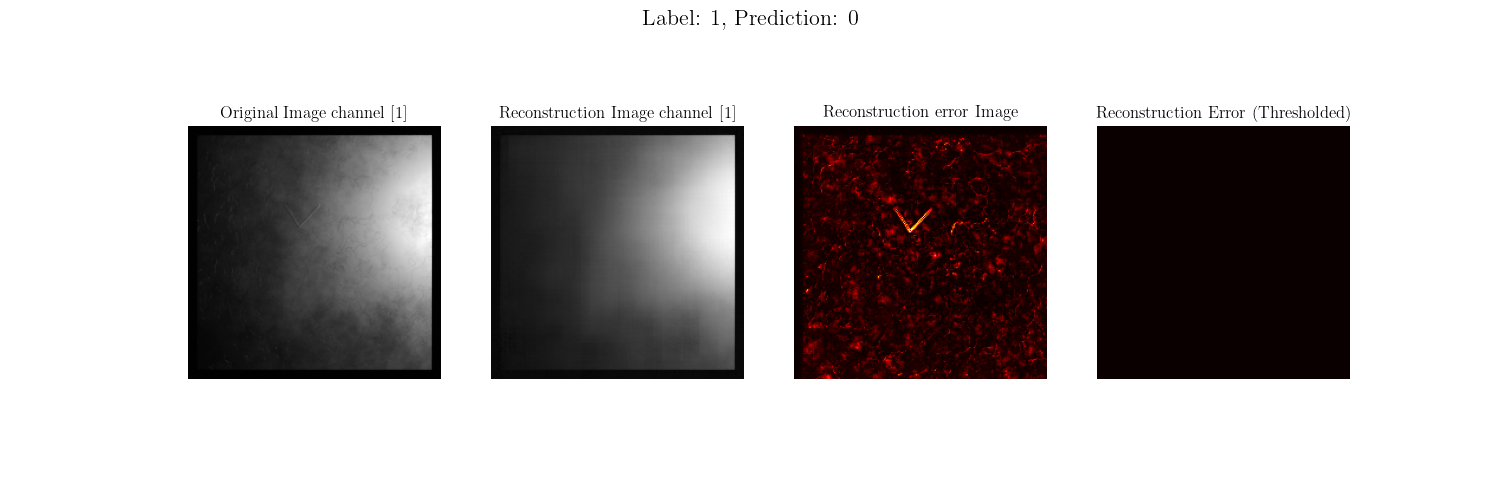 Label: 1, Prediction: 0
Original Image channel [1]
Reconstruction Image channel [1]
Reconstruction error Image
Reconstruction Error (Thresholded)